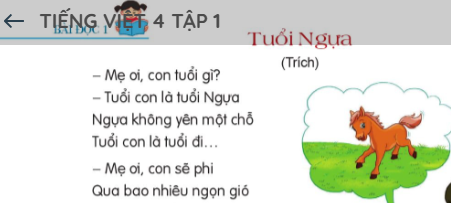 ← TIẾNG VIỆT 4 TẬP 1
BÀI ĐỌC 1
Tuổi Ngựa
(Trích)
– Mẹ ơi, con tuổi gì?
– Tuổi con là tuổi Ngựa
Ngựa không yên một chỗ
Tuổi con là tuổi đi...
– Mẹ ơi, con sẽ phi
Qua bao nhiêu ngọn gió